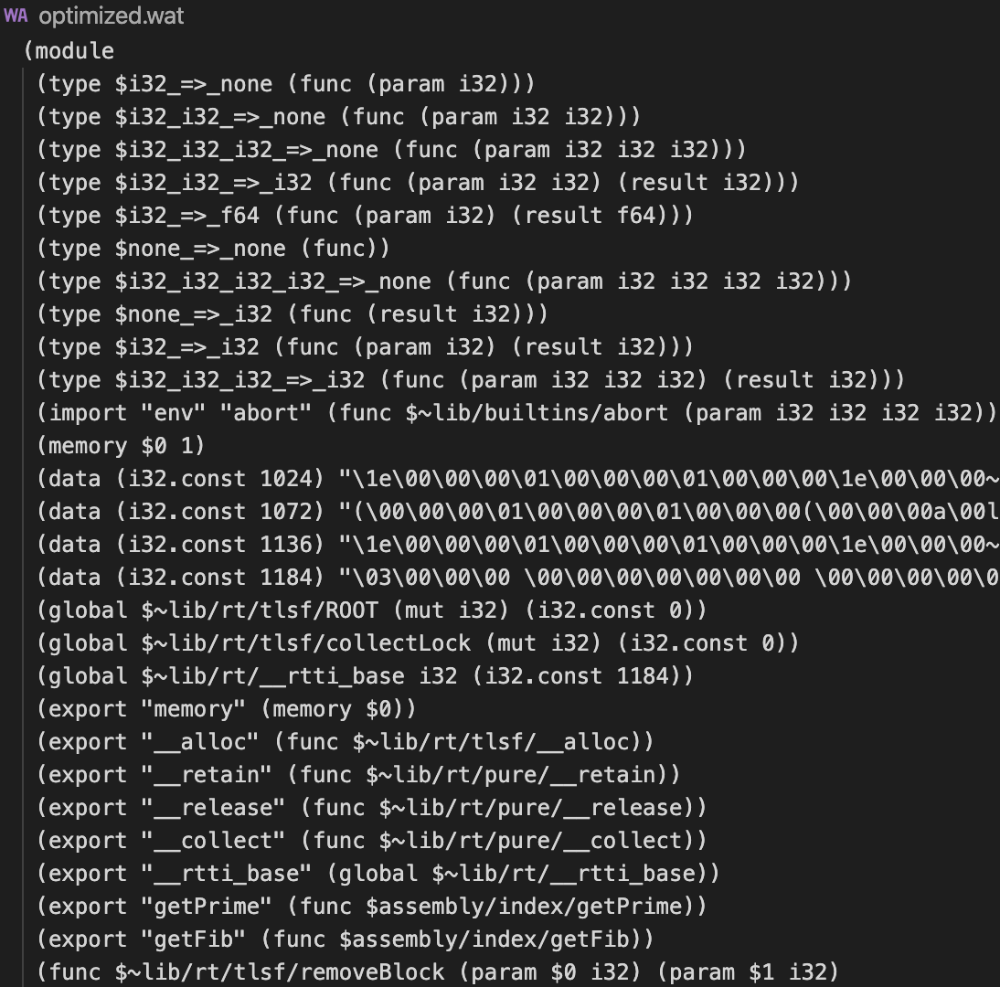 WA optimized.wat
(module
(type $i32_=>_none (func (param i32)))
(type $i32_i32_=>_none (func (param i32 i32)))
(type $i32_i32_i32_=>_none (func (param i32 i32 i32)))
(type $i32_i32_=>_i32 (func (param i32 i32) (result i32)))
(type $i32_=>_f64 (func (param i32) (result f64)))
(type $none_=>_none (func))
(type $i32_i32_i32_i32_=>_none (func (param i32 i32 i32 i32)))
(type $none_=>_i32 (func (result i32)))
(type $i32_=>_i32 (func (param i32) (result i32)))
(type $i32_i32_i32_=>_i32 (func (param i32 i32 i32) (result i32)))
(import "env" "abort" (func $~lib/builtins/abort (param i32 i32 i32 i32))
(memory $0 1)
(data (i32.const 1024) "\1e\00\00\00\01\00\00\00\01\00\00\00\1e\00\00\00~
(data (i32.const 1072) "(\00\00\00\01\00\00\00\01\00\00\00(\00\00\00a\00l
(data (i32.const 1136) "\1e\00\00\00\01\00\00\00\01\00\00\00\1e\00\00\00~
(data (i32.const 1184) "\03\00\00\00 \00\00\00\00\00\00\00 \00\00\00\00\0
(global $~lib/rt/tlsf/ROOT (mut i32) (i32.const 0))
(global $~lib/rt/tlsf/collectLock (mut i32) (i32.const 0))
(global $~lib/rt/__rtti_base i32 (i32.const 1184))
(export "memory" (memory $0))
(export "__alloc" (func $~lib/rt/tlsf/__alloc))
(export "__retain" (func $~lib/rt/pure/__retain))
(export "__release" (func $~lib/rt/pure/__release))
(export "__collect" (func $~lib/rt/pure/__collect))
(export "__rtti_base" (global $~lib/rt/__rtti_base))
(export "getPrime" (func $assembly/index/getPrime))
(export "getFib" (func $assembly/index/getFib))
(func $~lib/rt/tlsf/removeBlock (param $0 i32) (param $1 i32)